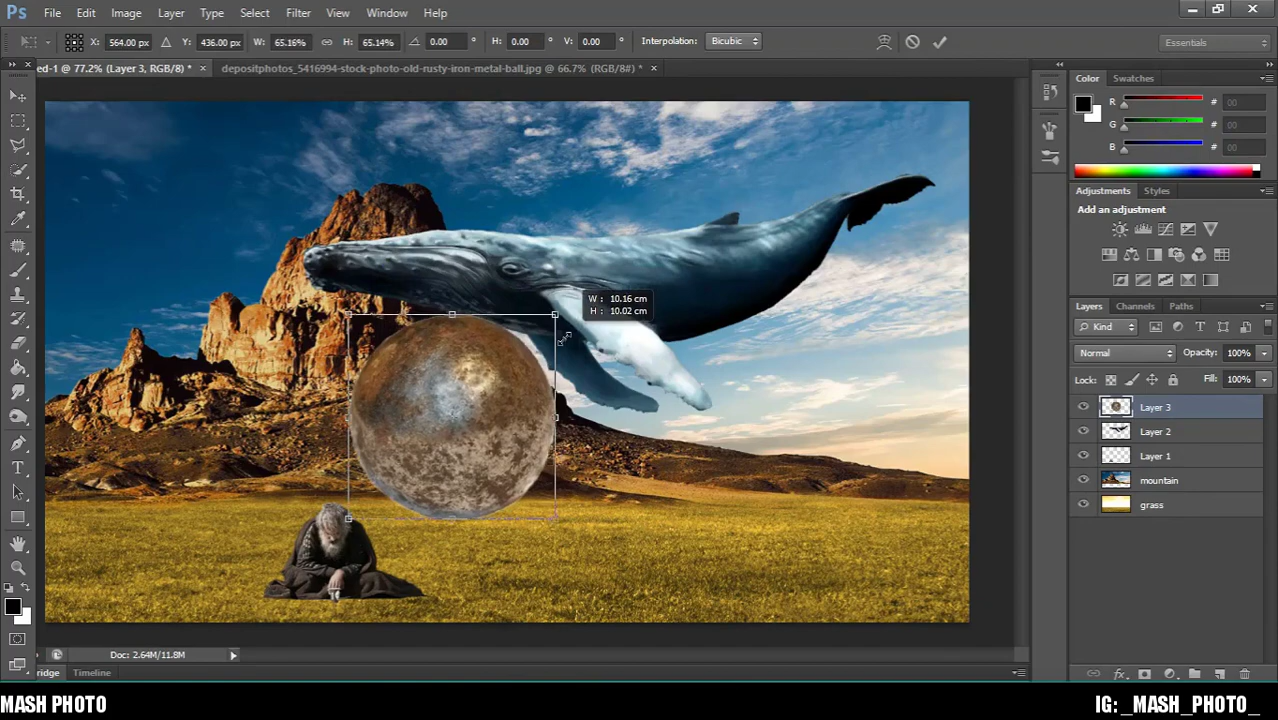 Ps File Edit Image Layer Type Select Filter View Window Help
X: 564.00 px Y: 436.00 px W: 65.16% H: 65.14% 0.00 ° H: 0.00 ° V: 0.00 ° Interpolation: Bicubic Essentials
ed-1 @ 77.2% (Layer 3, RGB/8) * × depositphotos_5416994-stock-photo-old-rusty-iron-metal-ball.jpg @ 66.7% (RGB/8#) * ×
Color Swatches
R # 00
G # 00
B # 00
Adjustments Styles
Add an adjustment
W : 10.16 cm
H : 10.02 cm
Layers Channels Paths
Kind
Normal Opacity: 100%
Lock: Fill: 100%
Layer 3
Layer 2
Layer 1
mountain
grass
Doc: 2.64M/11.8M
ridge Timeline
MASH PHOTO IG: _MASH_PHOTO_